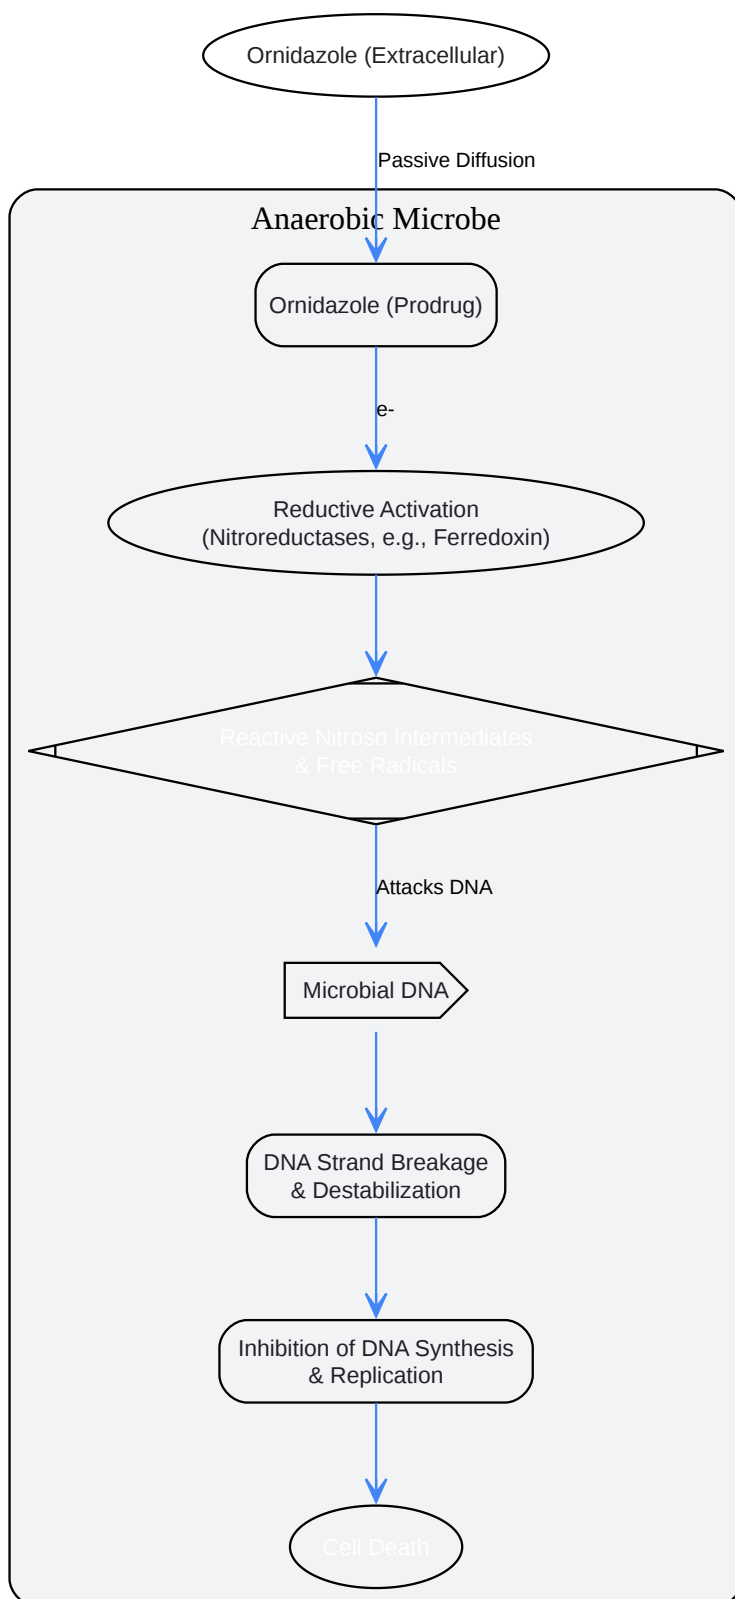 Ornidazole (Extracellular)
Passive Diffusion
Anaerobic Microbe
Ornidazole (Prodrug)
e-
Reductive Activation
(Nitroreductases, e.g., Ferredoxin)
Reactive Nitroso Intermediates
& Free Radicals
Attacks DNA
Microbial DNA
DNA Strand Breakage
& Destabilization
Inhibition of DNA Synthesis
& Replication
Cell Death